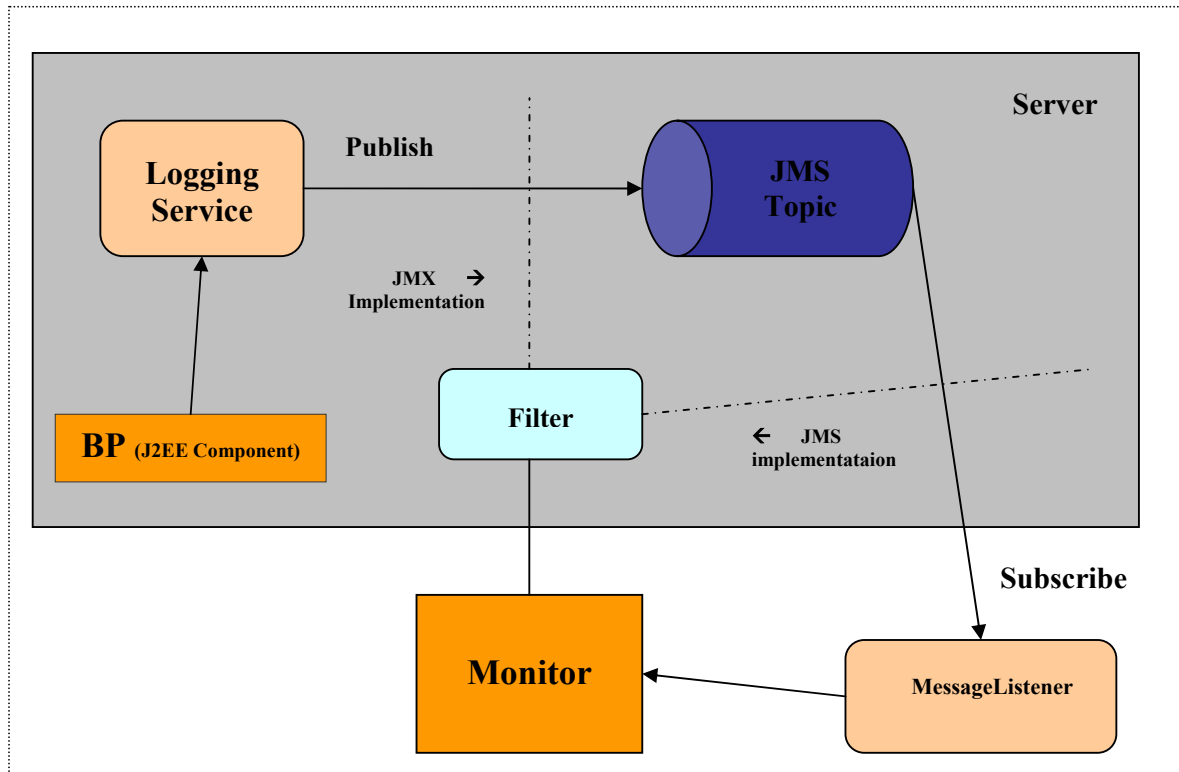 Server
Publish
Logging
Service
JMS
Topic
JMX →
Implementation
Filter
BP (J2EE Component)
← JMS
implementataion
Subscribe
Monitor
MessageListener